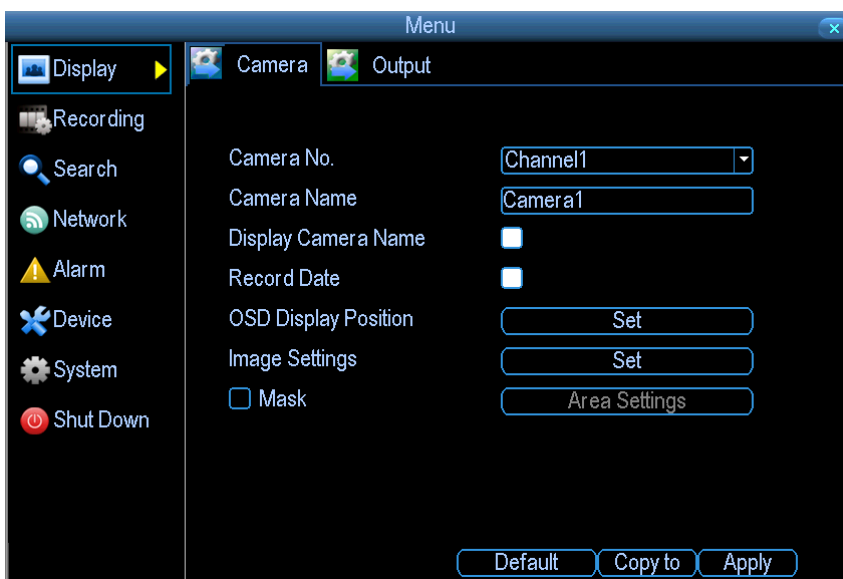 Menu
Display
Recording
Search
Network
Alarm
Device
System
Shut Down
Camera Output
Camera No. Channel1
Camera Name Camera1
Display Camera Name
Record Date
OSD Display Position Set
Image Settings Set
Mask Area Settings
Default Copy to Apply